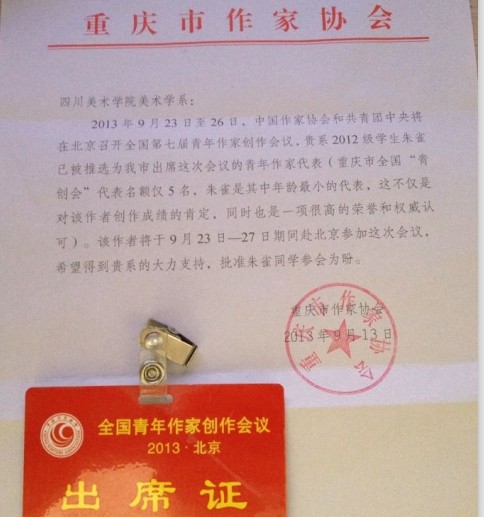 重庆市作家协会
四川美术学院美术学系：
2013年9月23日至26日，中国作家协会和共青团中央将
在北京召开全国第七届青年作家创作会议，贵系2012级学生朱雀
已被推选为我市出席这次会议的青年作家代表（重庆市全国“青
创会”代表名额仅5名，朱雀是其中年龄最小的代表，这不仅是
对该作者创作成绩的肯定，同时也是一项很高的荣誉和权威认
可）。该作者将于9月23日—27日期间赴北京参加这次会议，
希望得到贵系的大力支持，批准朱雀同学参会为盼。
重庆市作家协会
2013年9月13日
重庆市作家协会
全国青年作家创作会议
2013·北京
出席证